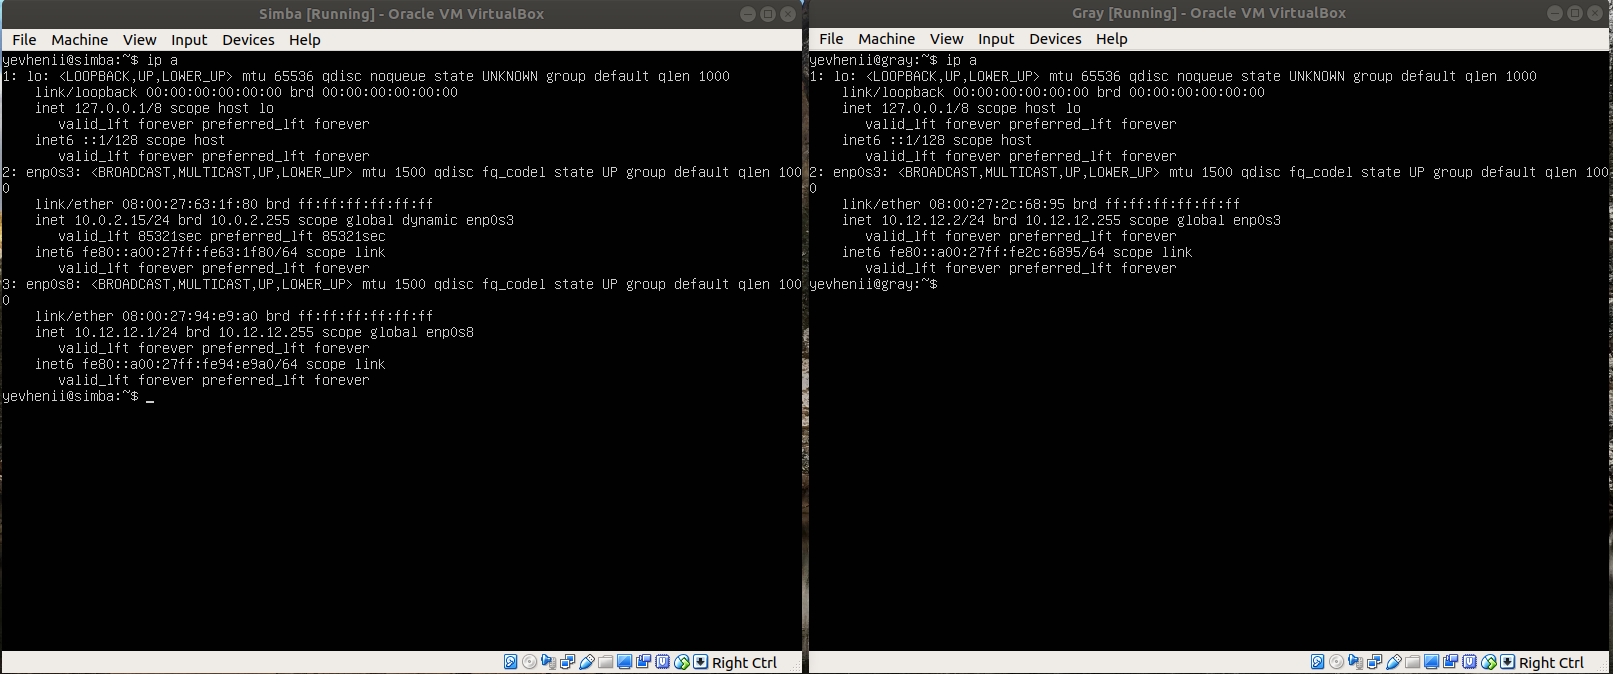 Simba [Running] - Oracle VM VirtualBox
File Machine View Input Devices Help
yevhenii@simba:~$ ip a
1: lo: <LOOPBACK,UP,LOWER_UP> mtu 65536 qdisc noqueue state UNKNOWN group default qlen 1000
    link/loopback 00:00:00:00:00:00 brd 00:00:00:00:00:00
    inet 127.0.0.1/8 scope host lo
       valid_lft forever preferred_lft forever
    inet6 ::1/128 scope host
       valid_lft forever preferred_lft forever
2: enp0s3: <BROADCAST,MULTICAST,UP,LOWER_UP> mtu 1500 qdisc fq_codel state UP group default qlen 100
0
    link/ether 08:00:27:63:1f:80 brd ff:ff:ff:ff:ff:ff
    inet 10.0.2.15/24 brd 10.0.2.255 scope global dynamic enp0s3
       valid_lft 85321sec preferred_lft 85321sec
    inet6 fe80::a00:27ff:fe63:1f80/64 scope link
       valid_lft forever preferred_lft forever
3: enp0s8: <BROADCAST,MULTICAST,UP,LOWER_UP> mtu 1500 qdisc fq_codel state UP group default qlen 100
0
    link/ether 08:00:27:94:e9:a0 brd ff:ff:ff:ff:ff:ff
    inet 10.12.12.1/24 brd 10.12.12.255 scope global enp0s8
       valid_lft forever preferred_lft forever
    inet6 fe80::a00:27ff:fe94:e9a0/64 scope link
       valid_lft forever preferred_lft forever
yevhenii@simba:~$ _
Right Ctrl
Gray [Running] - Oracle VM VirtualBox
File Machine View Input Devices Help
yevhenii@gray:~$ ip a
1: lo: <LOOPBACK,UP,LOWER_UP> mtu 65536 qdisc noqueue state UNKNOWN group default qlen 1000
    link/loopback 00:00:00:00:00:00 brd 00:00:00:00:00:00
    inet 127.0.0.1/8 scope host lo
       valid_lft forever preferred_lft forever
    inet6 ::1/128 scope host
       valid_lft forever preferred_lft forever
2: enp0s3: <BROADCAST,MULTICAST,UP,LOWER_UP> mtu 1500 qdisc fq_codel state UP group default qlen 100
0
    link/ether 08:00:27:2c:68:95 brd ff:ff:ff:ff:ff:ff
    inet 10.12.12.2/24 brd 10.12.12.255 scope global enp0s3
       valid_lft forever preferred_lft forever
    inet6 fe80::a00:27ff:fe2c:6895/64 scope link
       valid_lft forever preferred_lft forever
yevhenii@gray:~$
Right Ctrl